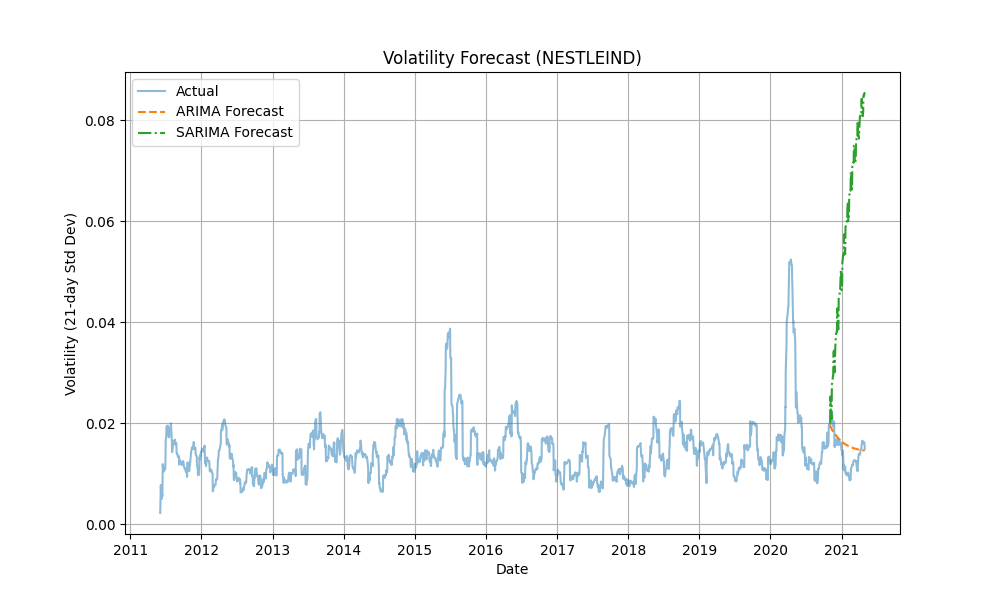 Volatility Forecast (NESTLEIND)
Actual
ARIMA Forecast
SARIMA Forecast
Volatility (21-day Std Dev)
0.08
0.06
0.04
0.02
0.00
2011 2012 2013 2014 2015 2016 2017 2018 2019 2020 2021
Date